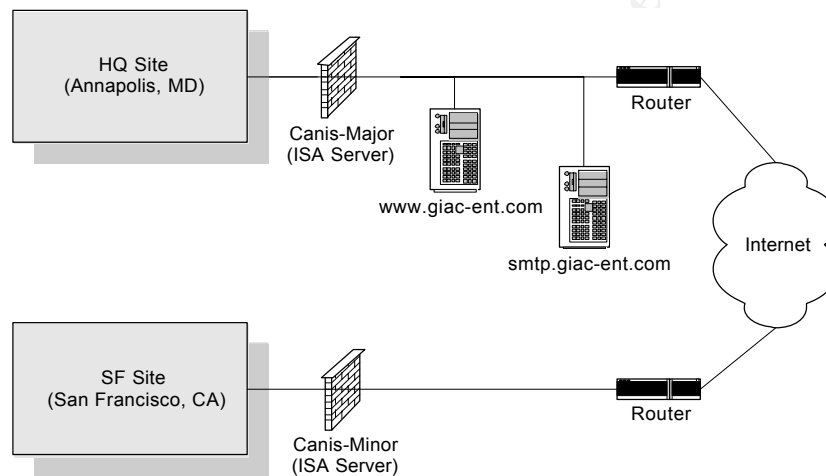 HQ Site
(Annapolis, MD)
Canis-Major
(ISA Server)
www.giac-ent.com
smtp.giac-ent.com
Router
Internet
SF Site
(San Francisco, CA)
Canis-Minor
(ISA Server)
Router